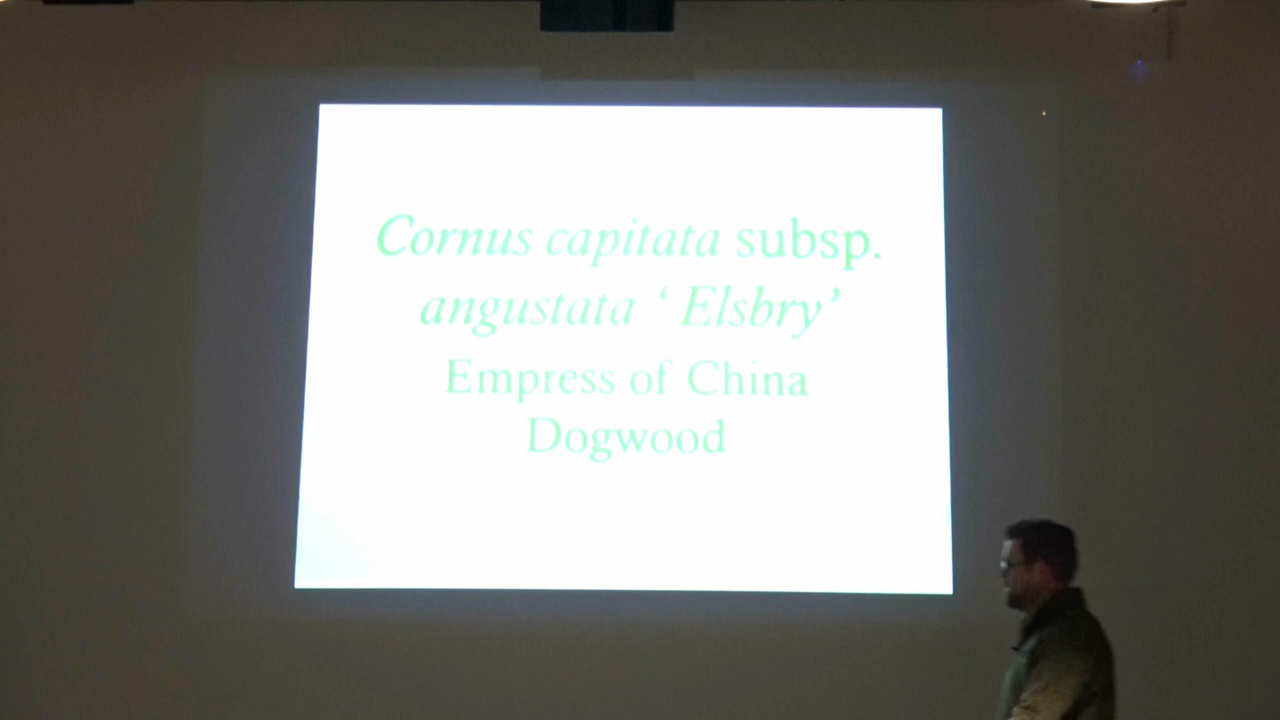 Cornus capitata subsp.
angustata ‘ Elsbry’
Empress of China
Dogwood